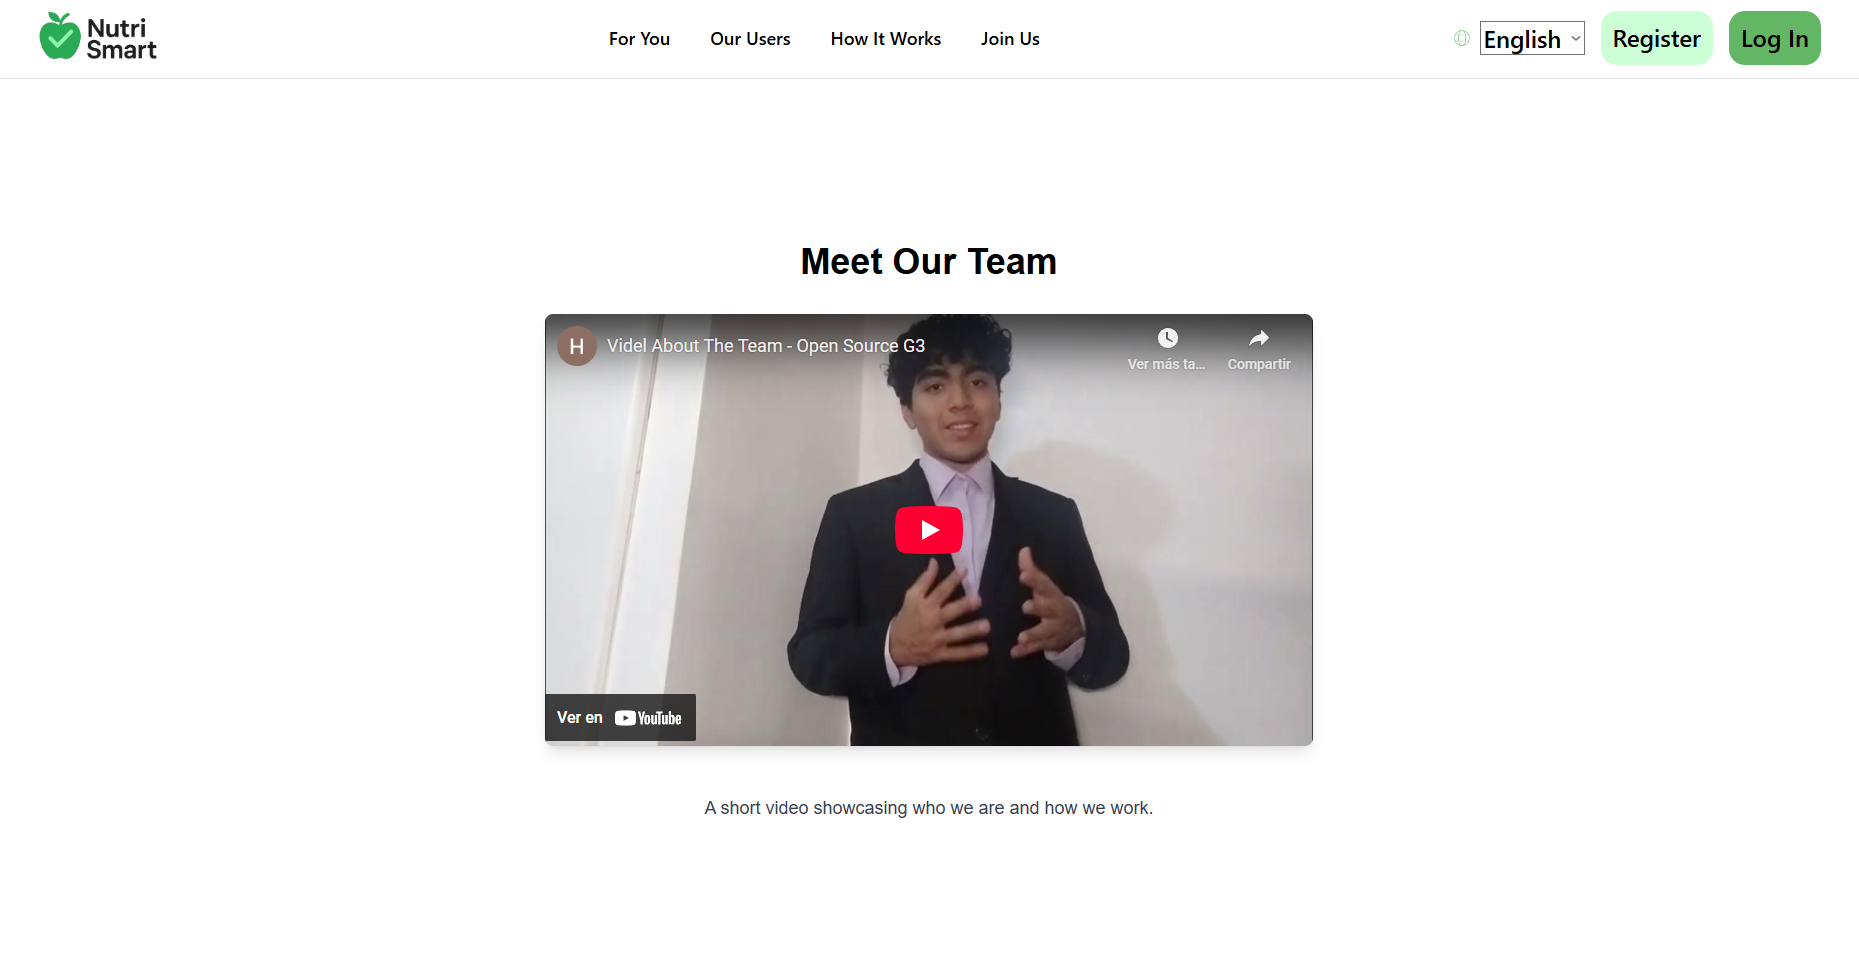 Nutri
Smart
For You
Our Users
How It Works
Join Us
English
Register
Log In
Meet Our Team
H
Videl About The Team - Open Source G3
Ver más ta...
Compartir
Ver en YouTube
A short video showcasing who we are and how we work.